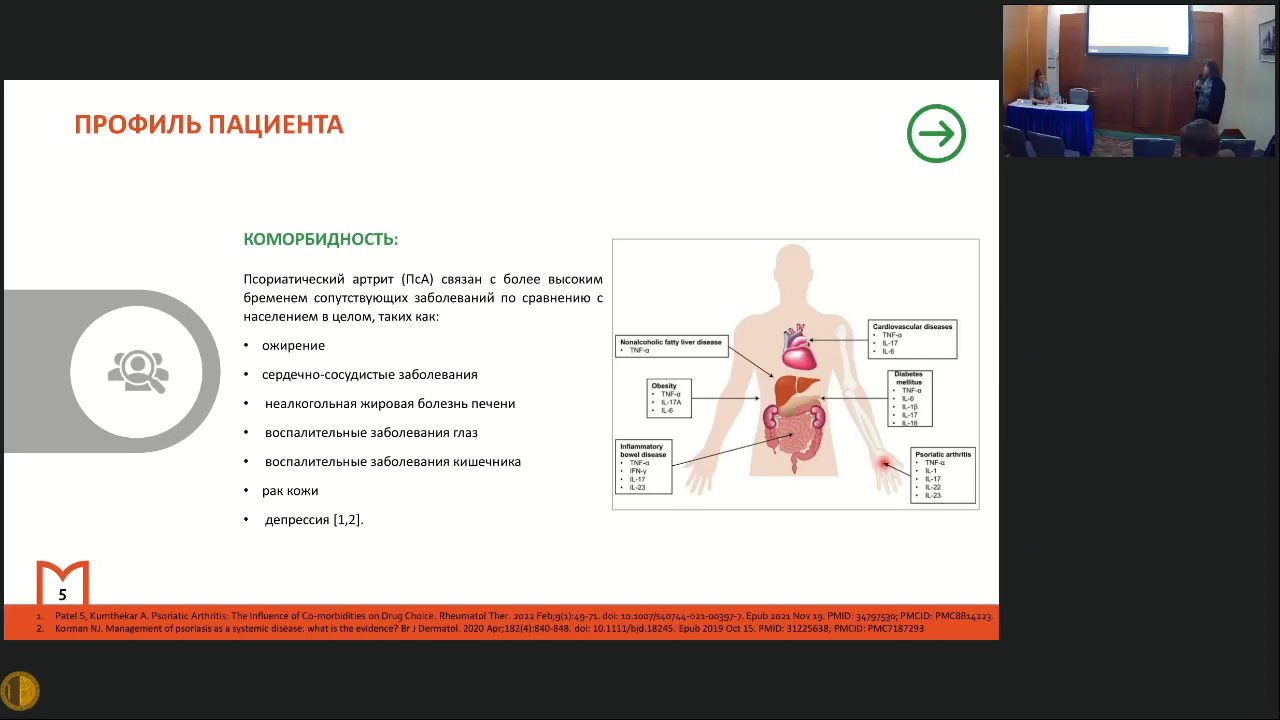 ПРОФИЛЬ ПАЦИЕНТА
КОМОРБИДНОСТЬ:
Псориатический артрит (ПсА) связан с более высоким
бременем сопутствующих заболеваний по сравнению с
населением в целом, таких как:
• ожирение
• сердечно-сосудистые заболевания
• неалкогольная жировая болезнь печени
• воспалительные заболевания глаз
• воспалительные заболевания кишечника
• рак кожи
• депрессия [1,2].
Nonalcoholic fatty liver disease
• TNF-α
Obesity
• TNF-α
• IL-17A
• IL-6
Inflammatory
bowel disease
• TNF-α
• IFN-γ
• IL-17
• IL-23
Cardiovascular diseases
• TNF-α
• IL-17
• IL-6
Diabetes
mellitus
• TNF-α
• IL-6
• IL-1β
• IL-17
• IL-18
Psoriatic arthritis
• TNF-α
• IL-1
• IL-17
• IL-22
• IL-23
5
1. Patel S, Kumthekar A. Psoriatic Arthritis: The Influence of Co-morbidities on Drug Choice. Rheumatol Ther. 2022 Feb;9(1):49-71. doi: 10.1007/s40744-021-00397-7. Epub 2021 Nov 19. PMID: 34797530; PMCID: PMC8814223.
2. Korman NJ. Management of psoriasis as a systemic disease: what is the evidence? Br J Dermatol. 2020 Apr;182(4):840-848. doi: 10.1111/bjd.18245. Epub 2019 Oct 15. PMID: 31225638; PMCID: PMC7187293